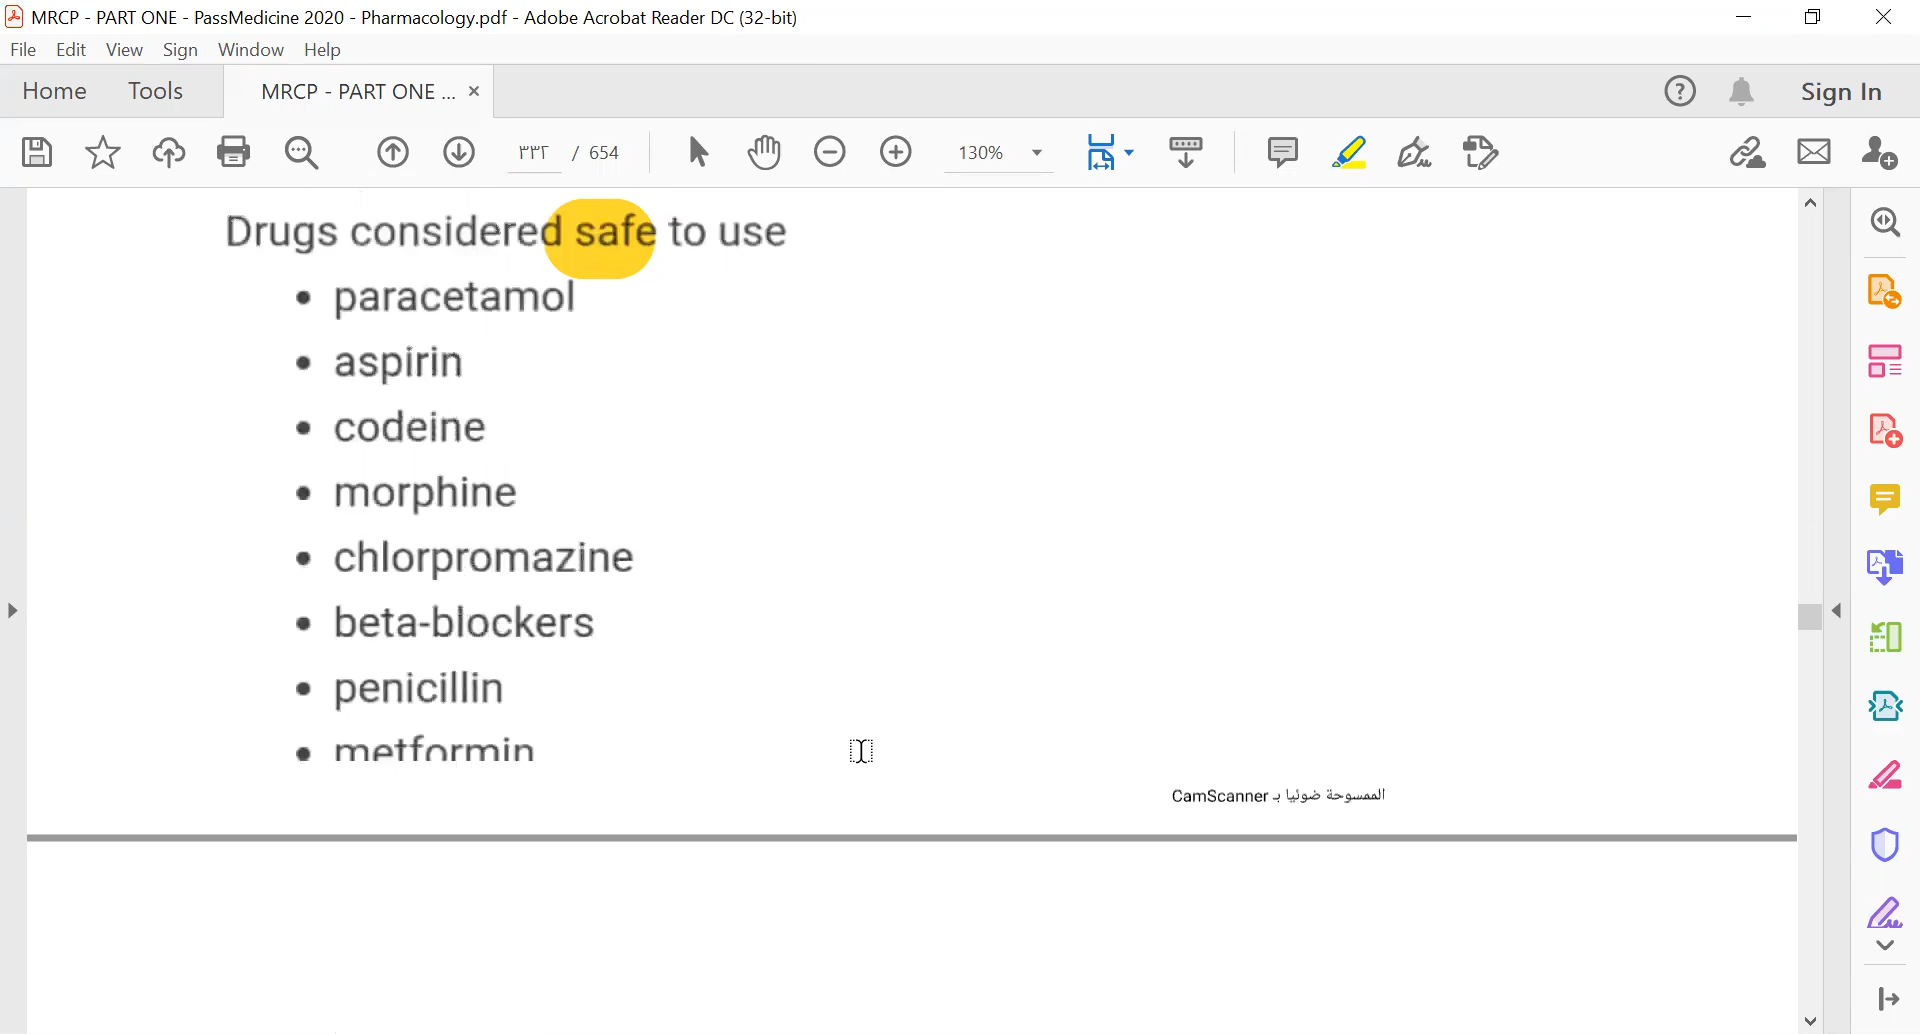 MRCP - PART ONE - PassMedicine 2020 - Pharmacology.pdf - Adobe Acrobat Reader DC (32-bit)
File Edit View Sign Window Help
Home Tools MRCP - PART ONE ... × Sign In
٣٣٢ / 654 130%
Drugs considered safe to use
• paracetamol
• aspirin
• codeine
• morphine
• chlorpromazine
• beta-blockers
• penicillin
• metformin
الممسوحة ضوئيا بـ CamScanner